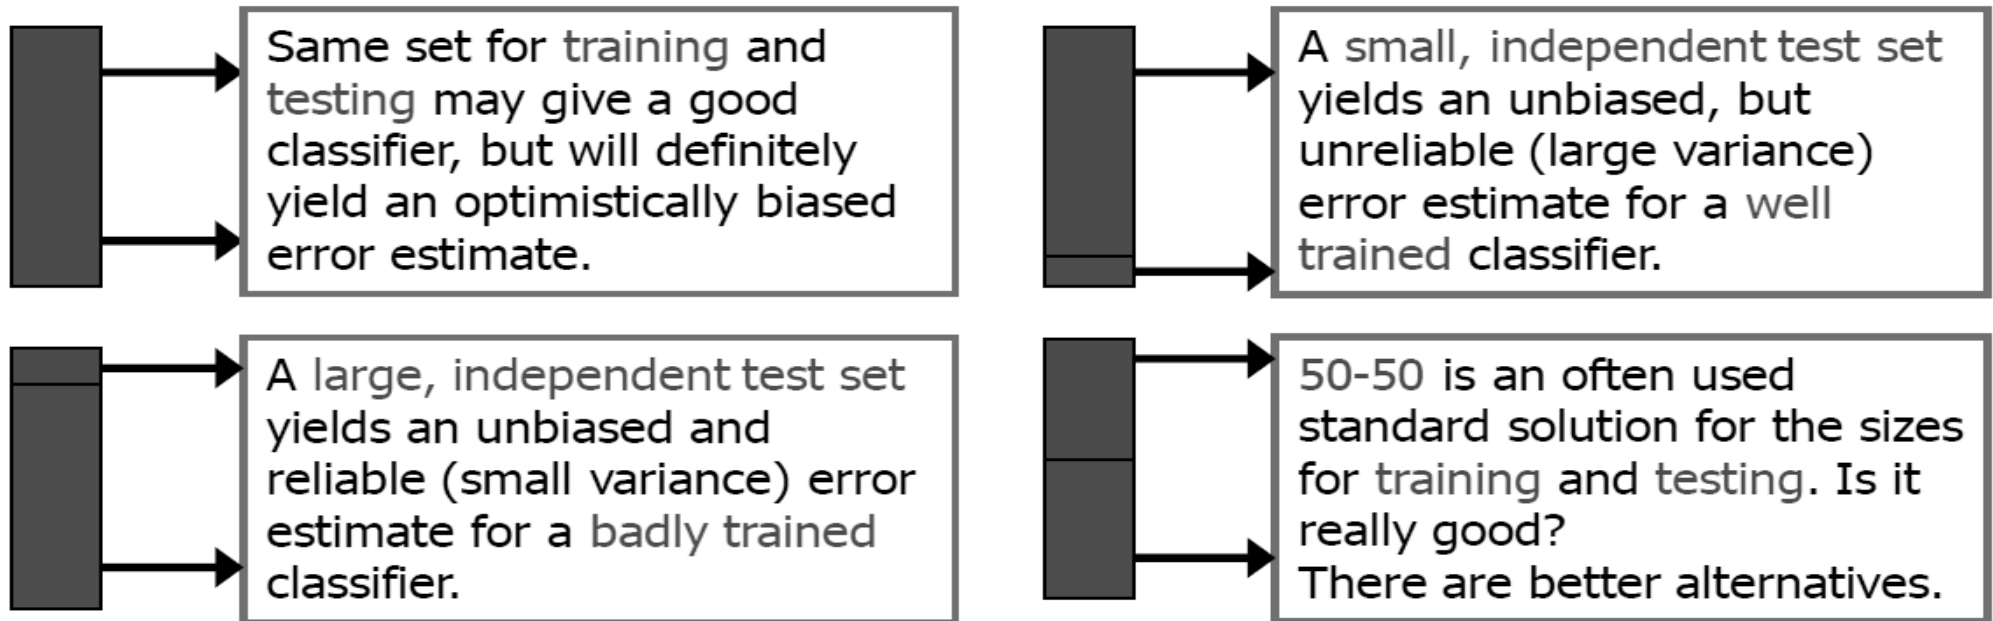 Same set for training and
testing may give a good
classifier, but will definitely
yield an optimistically biased
error estimate.
A small, independent test set
yields an unbiased, but
unreliable (large variance)
error estimate for a well
trained classifier.
A large, independent test set
yields an unbiased and
reliable (small variance) error
estimate for a badly trained
classifier.
50-50 is an often used
standard solution for the sizes
for training and testing. Is it
really good?
There are better alternatives.